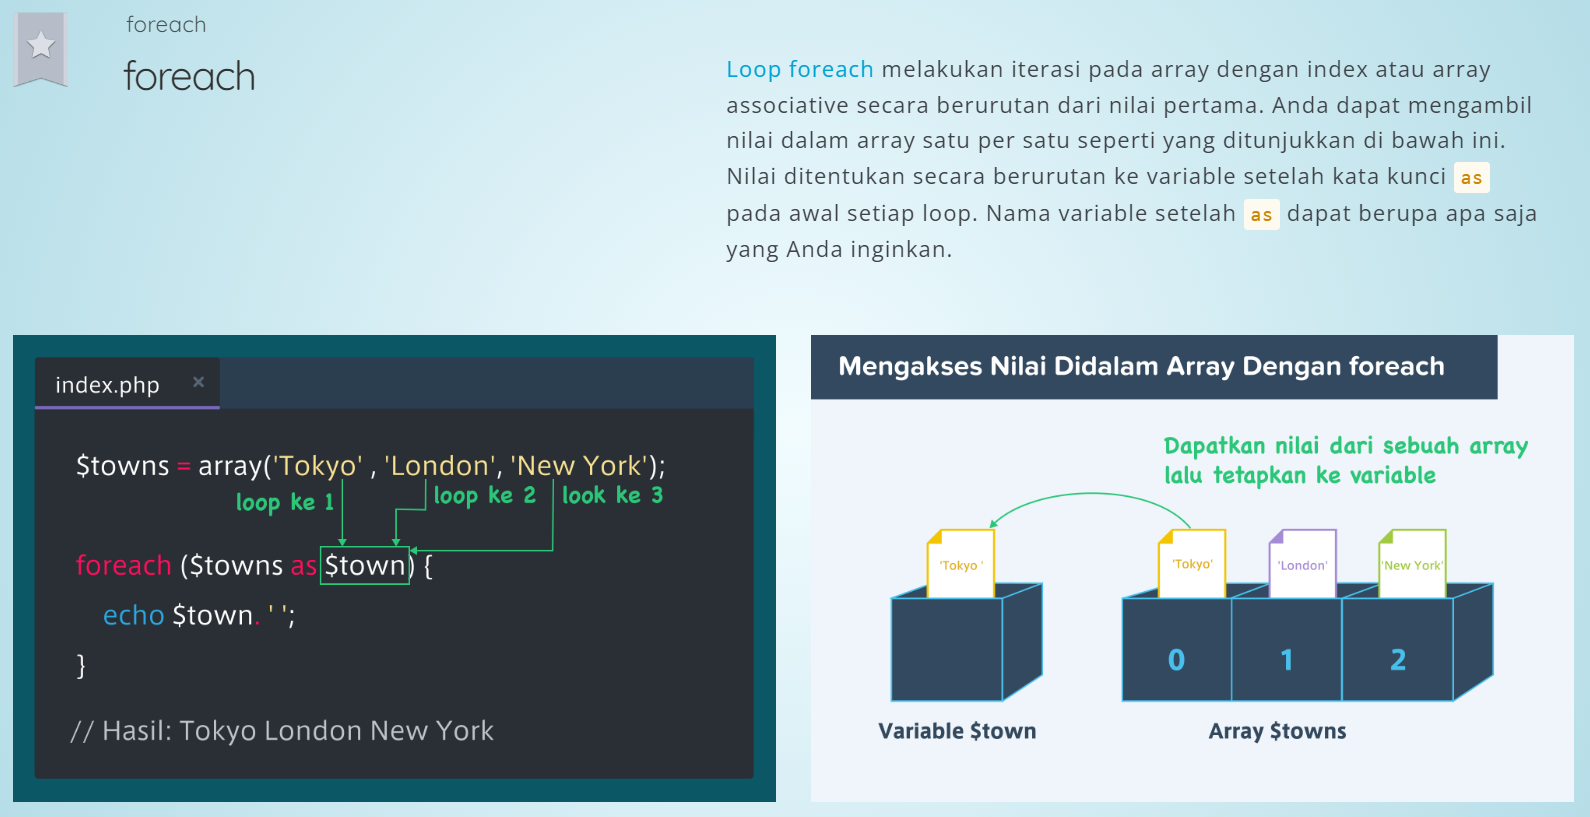 foreach
foreach
Loop foreach melakukan iterasi pada array dengan index atau array
associative secara berurutan dari nilai pertama. Anda dapat mengambil
nilai dalam array satu per satu seperti yang ditunjukkan di bawah ini.
Nilai ditentukan secara berurutan ke variable setelah kata kunci as
pada awal setiap loop. Nama variable setelah as dapat berupa apa saja
yang Anda inginkan.
index.php ×
$towns = array('Tokyo' , 'London', 'New York');
loop ke 1 loop ke 2 look ke 3
foreach ($towns as $town) {
echo $town. ' ';
}
// Hasil: Tokyo London New York
Mengakses Nilai Didalam Array Dengan foreach
Dapatkan nilai dari sebuah array
lalu tetapkan ke variable
'Tokyo ' 'Tokyo' 'London' 'New York'
0 1 2
Variable $town Array $towns